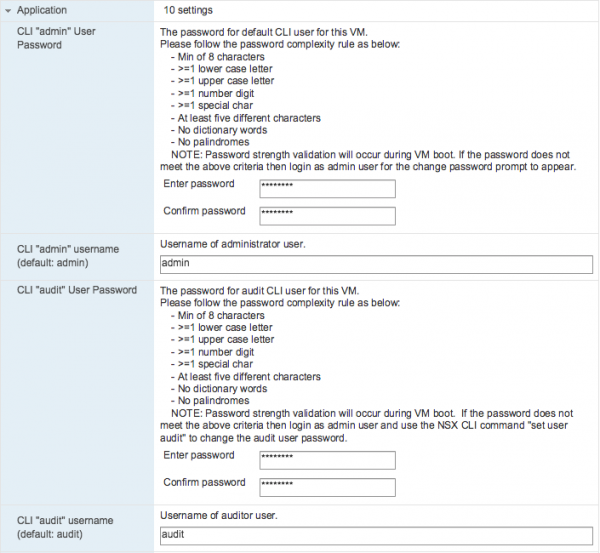 Application
10 settings
CLI "admin" User
Password
The password for default CLI user for this VM.
Please follow the password complexity rule as below:
- Min of 8 characters
- >=1 lower case letter
- >=1 upper case letter
- >=1 number digit
- >=1 special char
- At least five different characters
- No dictionary words
- No palindromes
NOTE: Password strength validation will occur during VM boot. If the password does not
meet the above criteria then login as admin user for the change password prompt to appear.
Enter password
********
Confirm password
********
CLI "admin" username
(default: admin)
Username of administrator user.
admin
CLI "audit" User Password
The password for audit CLI user for this VM.
Please follow the password complexity rule as below:
- Min of 8 characters
- >=1 lower case letter
- >=1 upper case letter
- >=1 number digit
- >=1 special char
- At least five different characters
- No dictionary words
- No palindromes
NOTE: Password strength validation will occur during VM boot. If the password does not
meet the above criteria then login as admin user and use the NSX CLI command "set user
audit" to change the audit user password.
Enter password
********
Confirm password
********
CLI "audit" username
(default: audit)
Username of auditor user.
audit